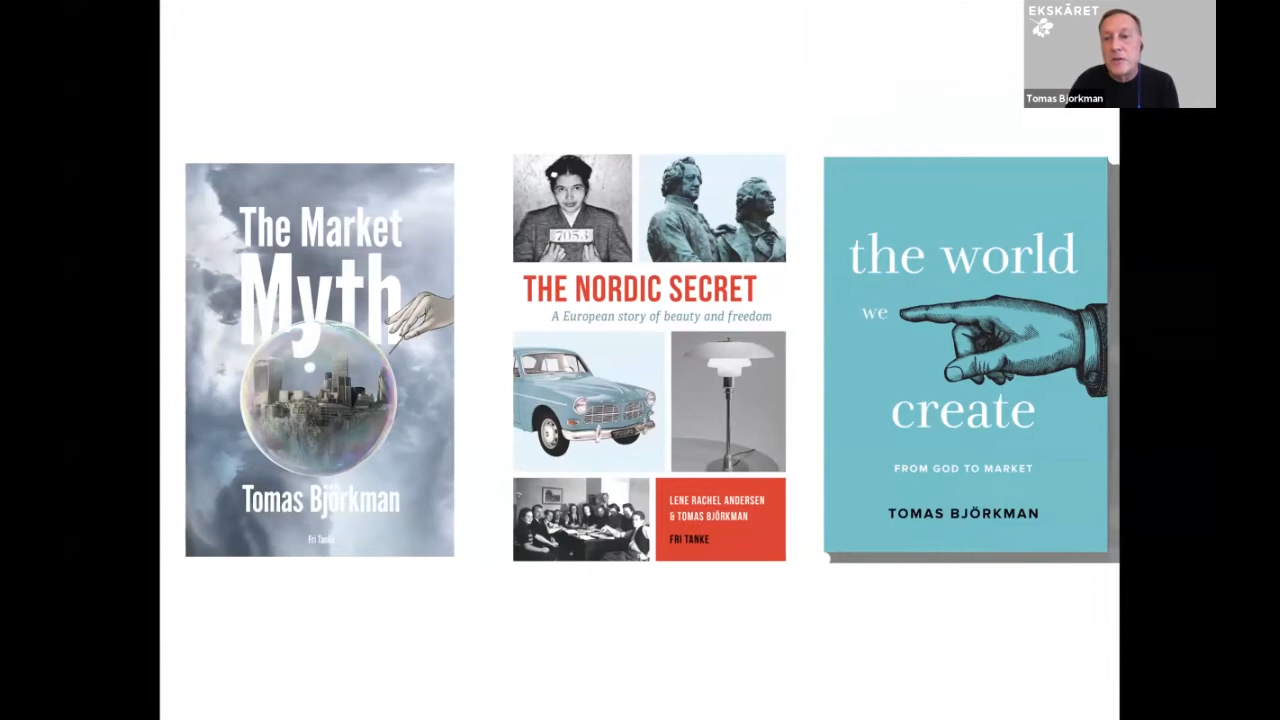 EKSKÄRET
Tomas Bjorkman
The Market
Myth
Tomas Björkman
Fri Tanke
7053
THE NORDIC SECRET
A European story of beauty and freedom
LENE RACHEL ANDERSEN
& TOMAS BJÖRKMAN
FRI TANKE
the world
we
create
FROM GOD TO MARKET
TOMAS BJÖRKMAN